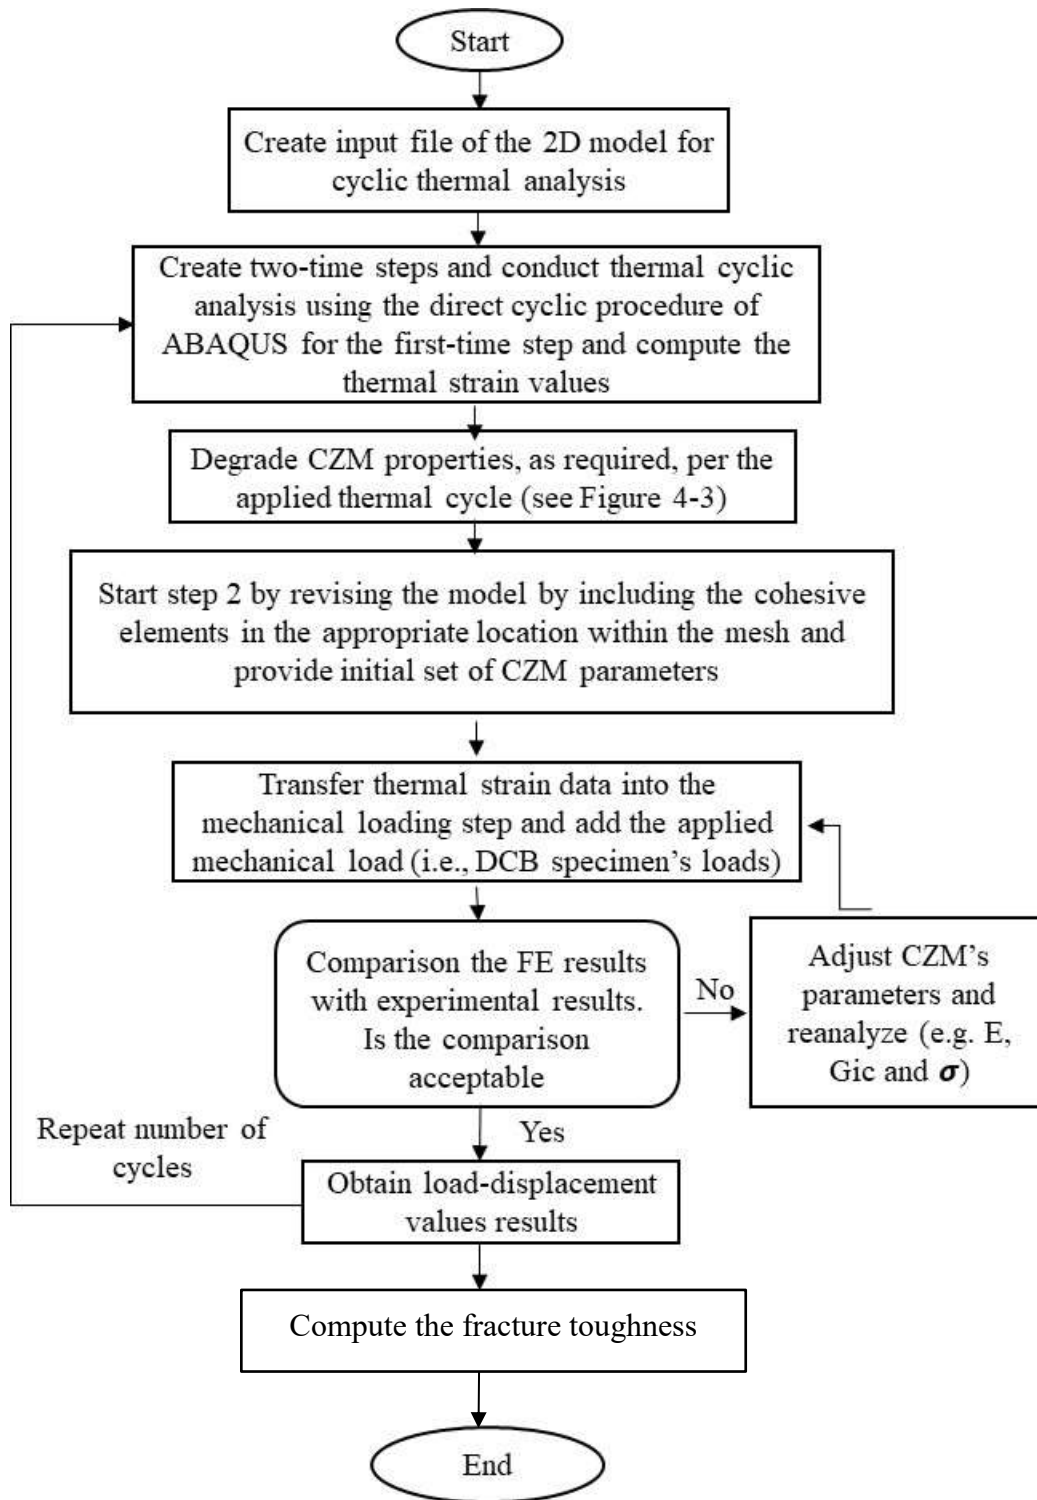 Start
Create input file of the 2D model for
cyclic thermal analysis
Create two-time steps and conduct thermal cyclic
analysis using the direct cyclic procedure of
ABAQUS for the first-time step and compute the
thermal strain values
Degrade CZM properties, as required, per the
applied thermal cycle (see Figure 4-3)
Start step 2 by revising the model by including the cohesive
elements in the appropriate location within the mesh and
provide initial set of CZM parameters
Transfer thermal strain data into the
mechanical loading step and add the applied
mechanical load (i.e., DCB specimen's loads)
Comparison the FE results
with experimental results.
Is the comparison
acceptable
No
Adjust CZM's
parameters and
reanalyze (e.g. E,
Gic and σ)
Yes
Repeat number of
cycles
Obtain load-displacement
values results
Compute the fracture toughness
End